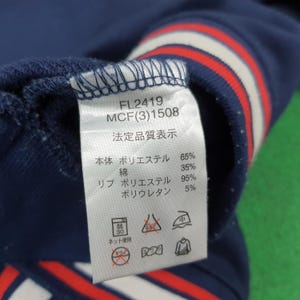 FL2419
MCF(3)1508
法定品質表示
本体 ポリエステル 65%
綿 35%
リブ ポリエステル 95%
ポリウレタン 5%
中
ネット使用